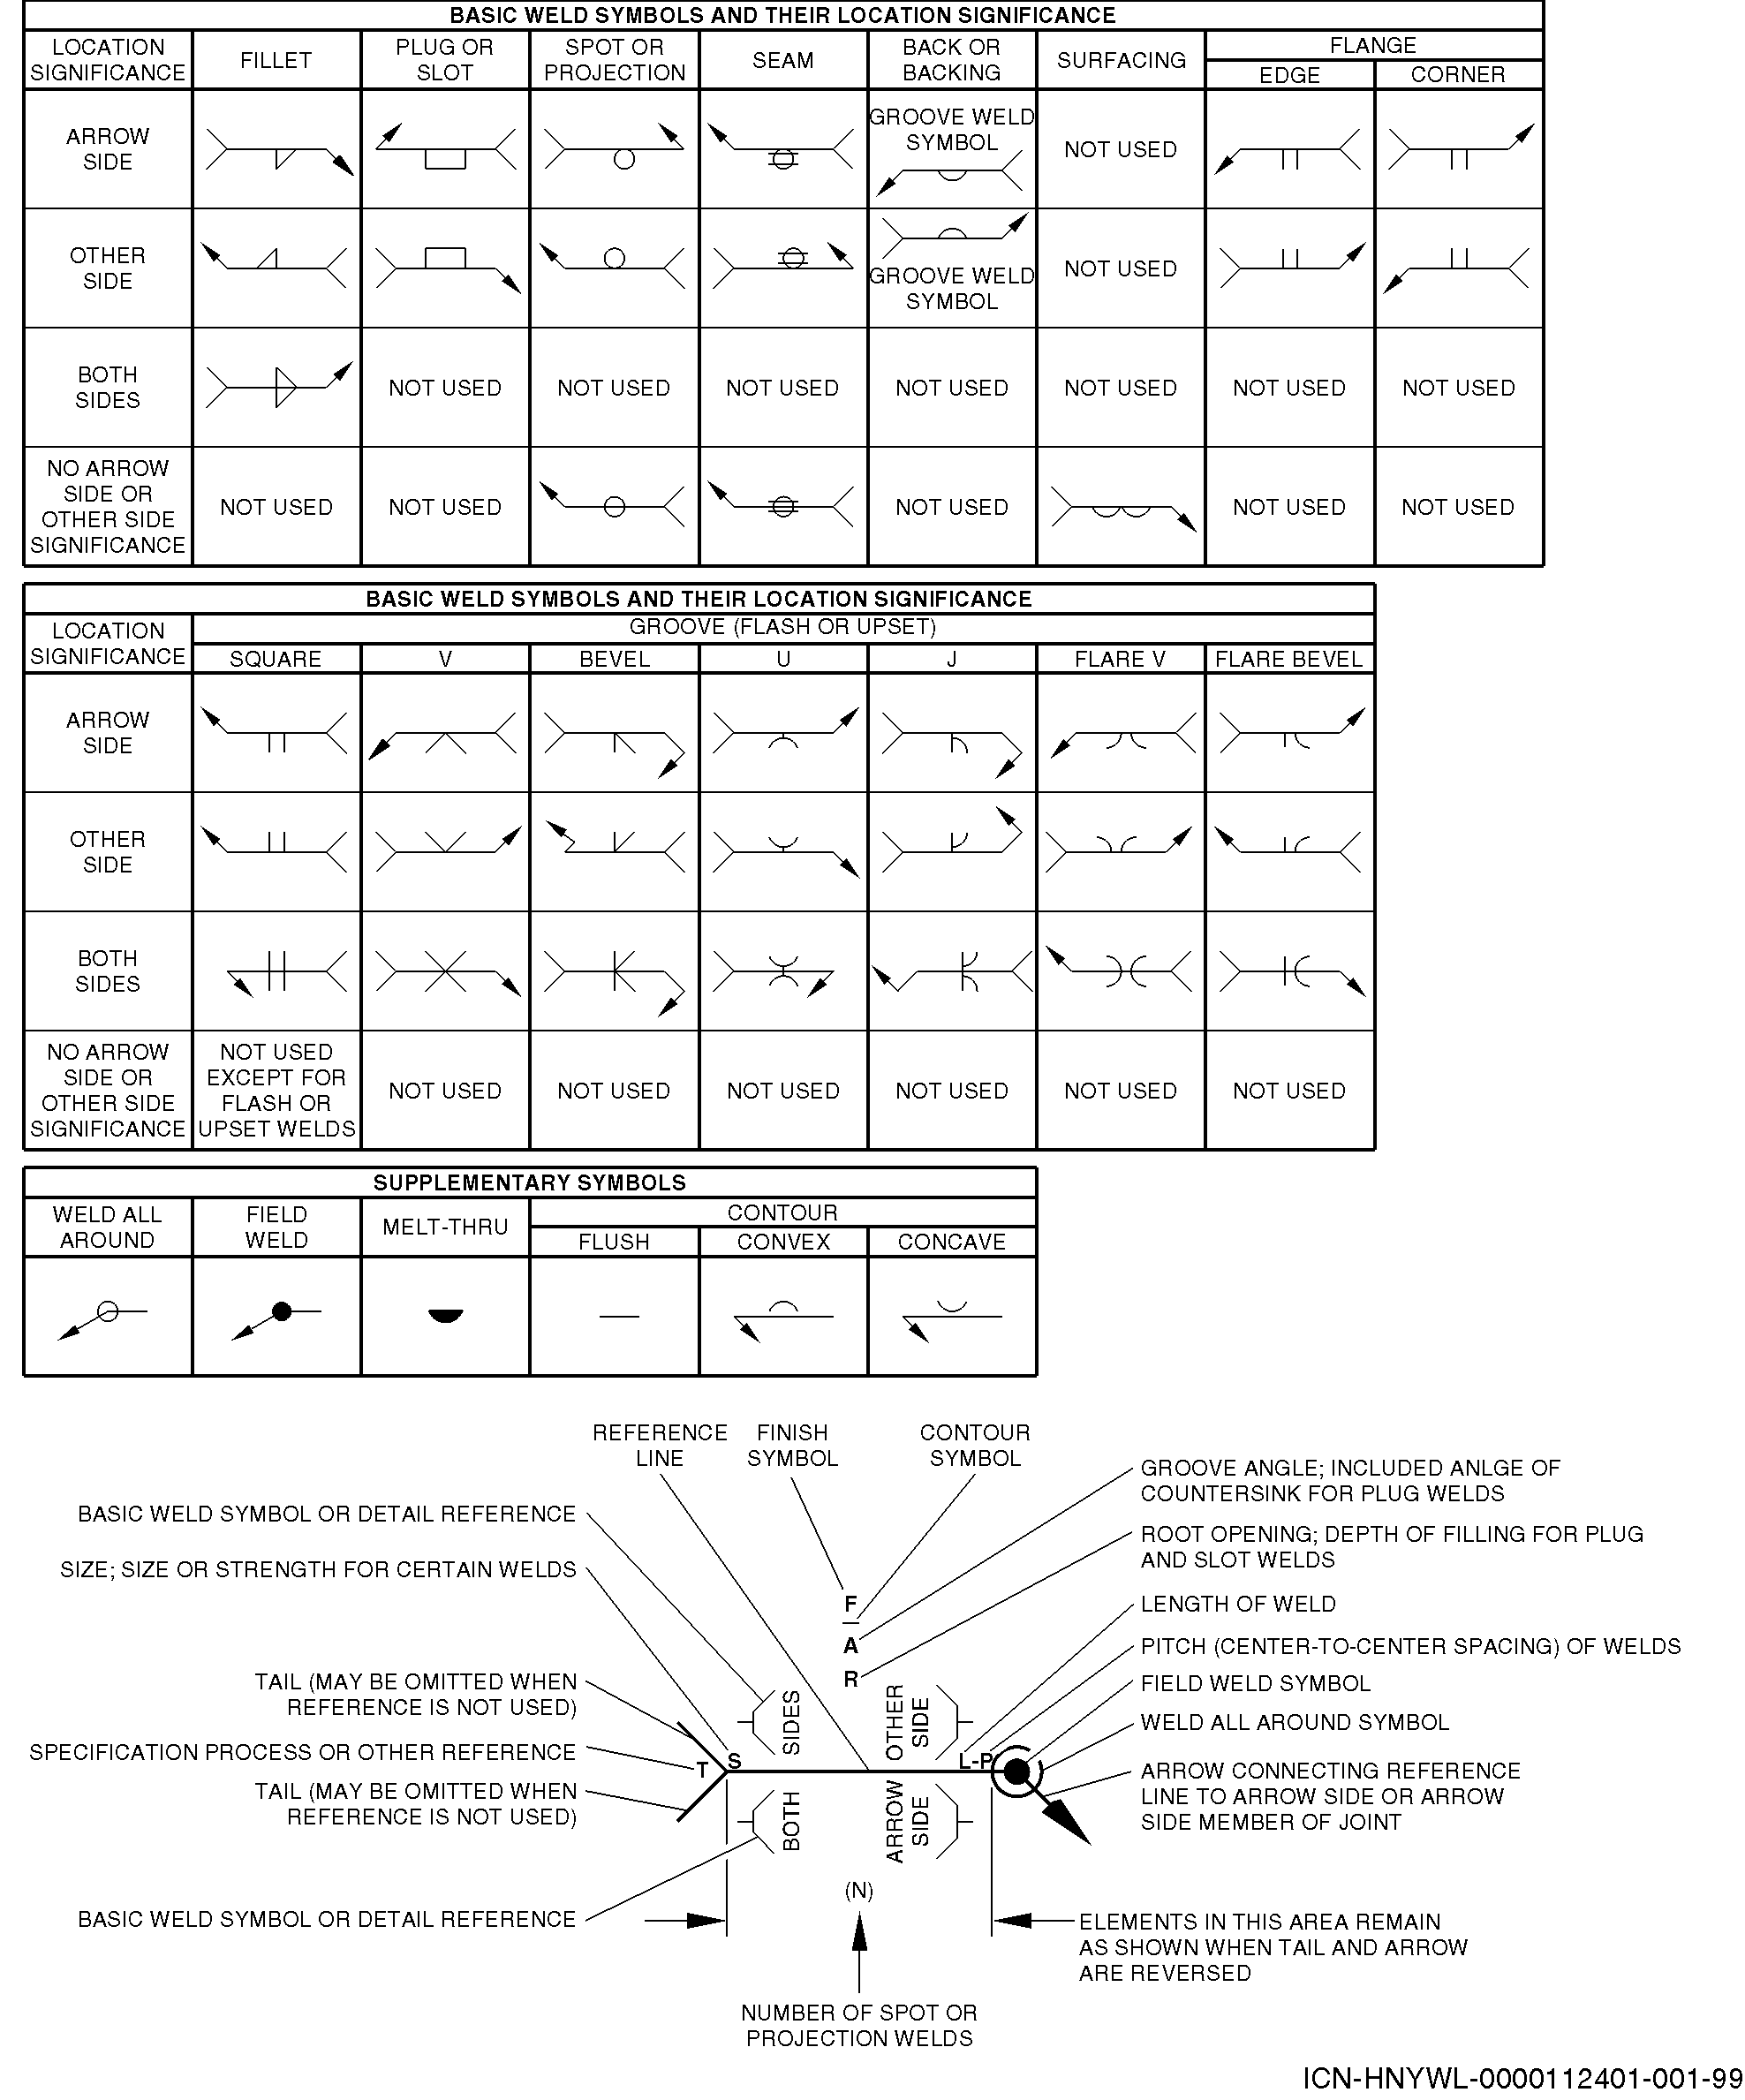 BASIC WELD SYMBOLS AND THEIR LOCATION SIGNIFICANCE
LOCATION
SIGNIFICANCE
FILLET
PLUG OR
SLOT
SPOT OR
PROJECTION
SEAM
BACK OR
BACKING
SURFACING
FLANGE
EDGE
CORNER
ARROW
SIDE
GROOVE WELD
SYMBOL
NOT USED
OTHER
SIDE
GROOVE WELD
SYMBOL
NOT USED
BOTH
SIDES
NOT USED
NOT USED
NOT USED
NOT USED
NOT USED
NOT USED
NOT USED
NO ARROW
SIDE OR
OTHER SIDE
SIGNIFICANCE
NOT USED
NOT USED
NOT USED
NOT USED
NOT USED
BASIC WELD SYMBOLS AND THEIR LOCATION SIGNIFICANCE
LOCATION
SIGNIFICANCE
GROOVE (FLASH OR UPSET)
SQUARE
V
BEVEL
U
J
FLARE V
FLARE BEVEL
ARROW
SIDE
OTHER
SIDE
BOTH
SIDES
NO ARROW
SIDE OR
OTHER SIDE
SIGNIFICANCE
NOT USED
EXCEPT FOR
FLASH OR
UPSET WELDS
NOT USED
NOT USED
NOT USED
NOT USED
NOT USED
NOT USED
SUPPLEMENTARY SYMBOLS
WELD ALL
AROUND
FIELD
WELD
MELT-THRU
CONTOUR
FLUSH
CONVEX
CONCAVE
REFERENCE
LINE
FINISH
SYMBOL
CONTOUR
SYMBOL
GROOVE ANGLE; INCLUDED ANLGE OF
COUNTERSINK FOR PLUG WELDS
BASIC WELD SYMBOL OR DETAIL REFERENCE
ROOT OPENING; DEPTH OF FILLING FOR PLUG
AND SLOT WELDS
SIZE; SIZE OR STRENGTH FOR CERTAIN WELDS
F
A
R
LENGTH OF WELD
PITCH (CENTER-TO-CENTER SPACING) OF WELDS
TAIL (MAY BE OMITTED WHEN
REFERENCE IS NOT USED)
FIELD WELD SYMBOL
SIDES
OTHER
SIDE
WELD ALL AROUND SYMBOL
SPECIFICATION PROCESS OR OTHER REFERENCE
T
S
L-P
ARROW CONNECTING REFERENCE
LINE TO ARROW SIDE OR ARROW
SIDE MEMBER OF JOINT
TAIL (MAY BE OMITTED WHEN
REFERENCE IS NOT USED)
BOTH
ARROW
SIDE
(N)
BASIC WELD SYMBOL OR DETAIL REFERENCE
ELEMENTS IN THIS AREA REMAIN
AS SHOWN WHEN TAIL AND ARROW
ARE REVERSED
NUMBER OF SPOT OR
PROJECTION WELDS
ICN-HNYWL-0000112401-001-99